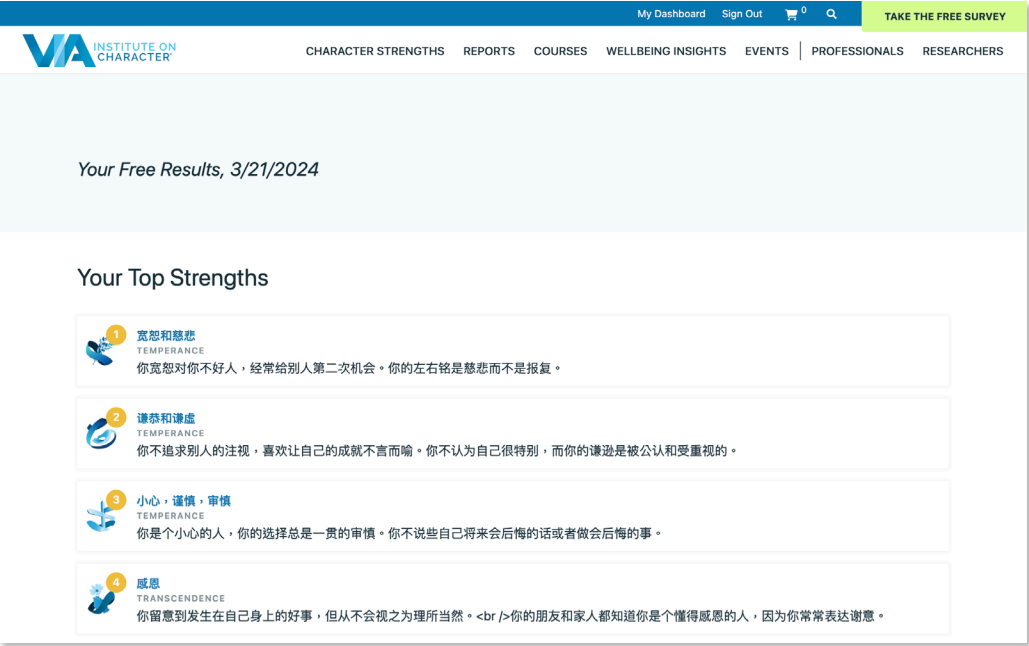 My Dashboard Sign Out 0 TAKE THE FREE SURVEY
VIA INSTITUTE ON CHARACTER
CHARACTER STRENGTHS REPORTS COURSES WELLBEING INSIGHTS EVENTS PROFESSIONALS RESEARCHERS
Your Free Results, 3/21/2024
Your Top Strengths
1 宽恕和慈悲
TEMPERANCE
你宽恕对你不好人，经常给别人第二次机会。你的左右铭是慈悲而不是报复。
2 谦恭和谦虚
TEMPERANCE
你不追求别人的注视，喜欢让自己的成就不言而喻。你不认为自己很特别，而你的谦逊是被公认和受重视的。
3 小心，谨慎，审慎
TEMPERANCE
你是个小心的人，你的选择总是一贯的审慎。你不说些自己将来会后悔的话或者做会后悔的事。
4 感恩
TRANSCENDENCE
你留意到发生在自己身上的好事，但从不会视之为理所当然。<br />你的朋友和家人都知道你是个懂得感恩的人，因为你常常表达谢意。